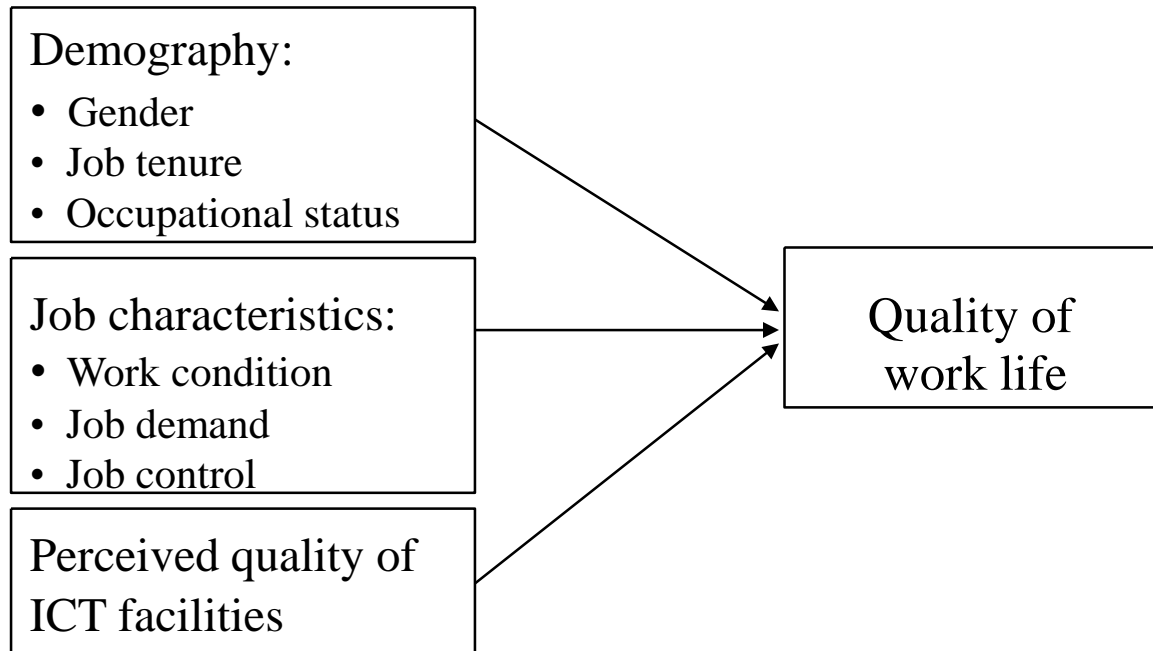 Demography:
• Gender
• Job tenure
• Occupational status
Job characteristics:
• Work condition
• Job demand
• Job control
Perceived quality of
ICT facilities
Quality of
work life